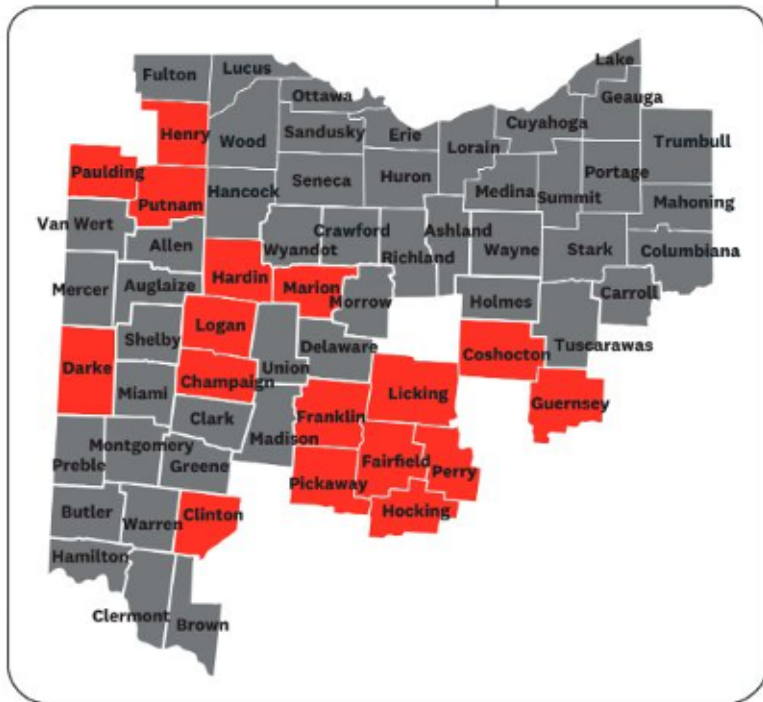 Lake
Fulton
Lucus
Geauga
Ottawa
Cuyahoga
Henry
Wood
Sandusky
Erie
Lorain
Trumbull
Paulding
Putnam
Hancock
Seneca
Huron
Medina
Summit
Portage
Mahoning
Van Wert
Allen
Wyandot
Crawford
Richland
Ashland
Wayne
Stark
Columbiana
Mercer
Auglaize
Hardin
Marion
Morrow
Holmes
Carroll
Shelby
Logan
Union
Delaware
Coshocton
Tuscarawas
Darke
Miami
Champaign
Licking
Guernsey
Clark
Madison
Franklin
Preble
Montgomery
Greene
Pickaway
Fairfield
Perry
Butler
Warren
Clinton
Hocking
Hamilton
Clermont
Brown